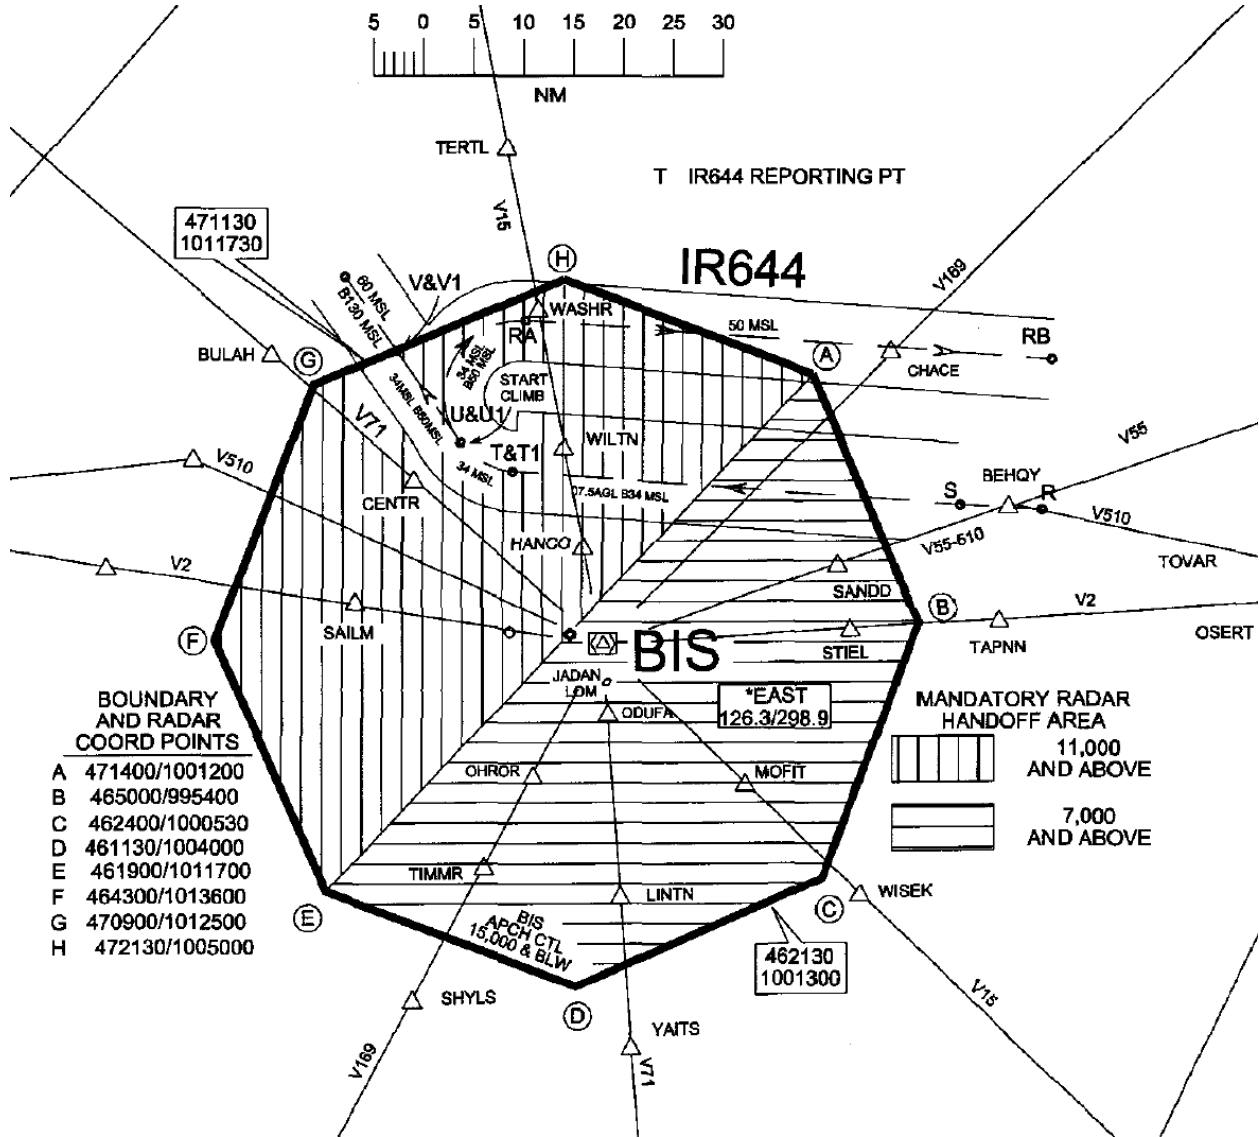 5 0 5 10 15 20 25 30
NM
TERTL
T IR644 REPORTING PT
V15
471130
1011730
H
IR644
V169
V&V1
60 MSL
B130 MSL
WASHR
RA
50 MSL
RB
BULAH
G
A
CHACE
34 MSL
B50 MSL
START
CLIMB
34MSL B60MSL
U&U1
V71
V510
T&T1
WILTN
V55
34 MSL
BEHQY
CENTR
07.5AGL B34 MSL
S
R
V510
HANGO
V55-510
TOVAR
V2
SANDD
B
V2
SAILM
F
BIS
STIEL
TAPNN
OSERT
JADAN
LOM
*EAST
126.3/298.9
ODUFA
BOUNDARY
AND RADAR
COORD POINTS
A 471400/1001200
B 465000/995400
C 462400/1000530
D 461130/1004000
E 461900/1011700
F 464300/1013600
G 470900/1012500
H 472130/1005000
MANDATORY RADAR
HANDOFF AREA
11,000
AND ABOVE
7,000
AND ABOVE
OHROR
MOFIT
TIMMR
LINTN
WISEK
E
C
BIS
APCH CTL
15,000 & BLW
462130
1001300
SHYLS
D
V15
YAITS
V169
V71